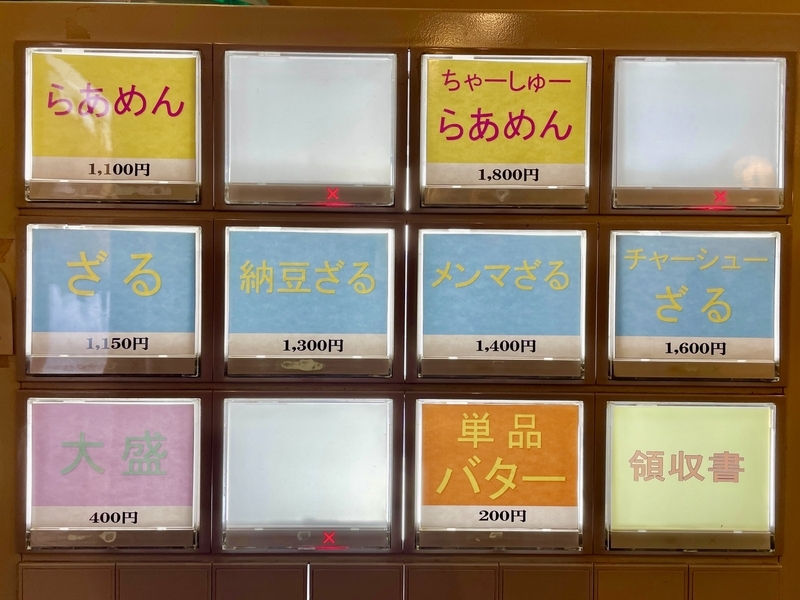 らあめん
1,100円
×
ちゃーしゅー
らあめん
1,800円
×
ざる
1,150円
納豆ざる
1,300円
メンマざる
1,400円
チャーシュー
ざる
1,600円
大盛
400円
×
単品
バター
200円
領収書